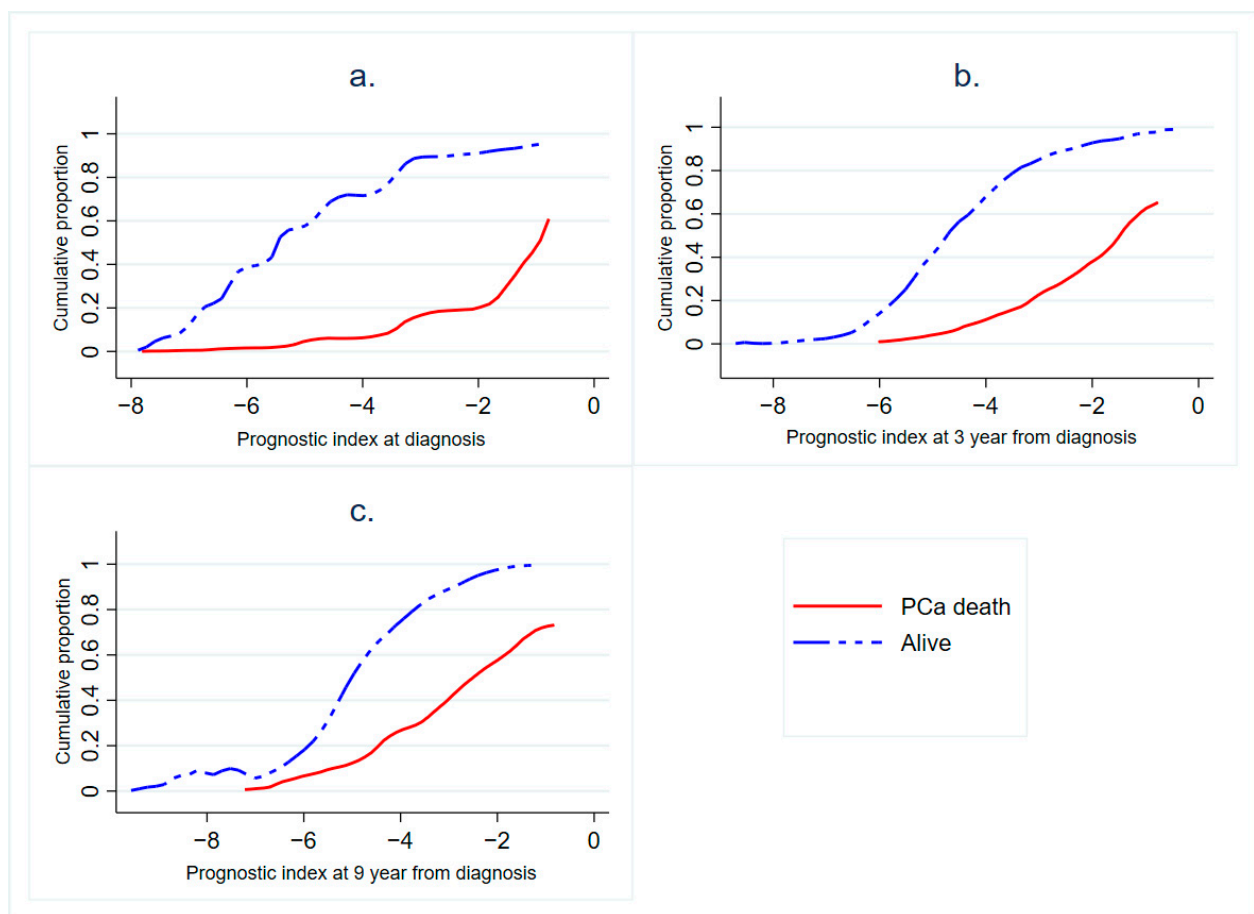 a.
Cumulative proportion
1
0.8
0.6
0.4
0.2
0
−8 −6 −4 −2 0
Prognostic index at diagnosis
b.
Cumulative proportion
1
0.8
0.6
0.4
0.2
0
−8 −6 −4 −2 0
Prognostic index at 3 year from diagnosis
c.
Cumulative proportion
1
0.8
0.6
0.4
0.2
0
−8 −6 −4 −2 0
Prognostic index at 9 year from diagnosis
PCa death
Alive